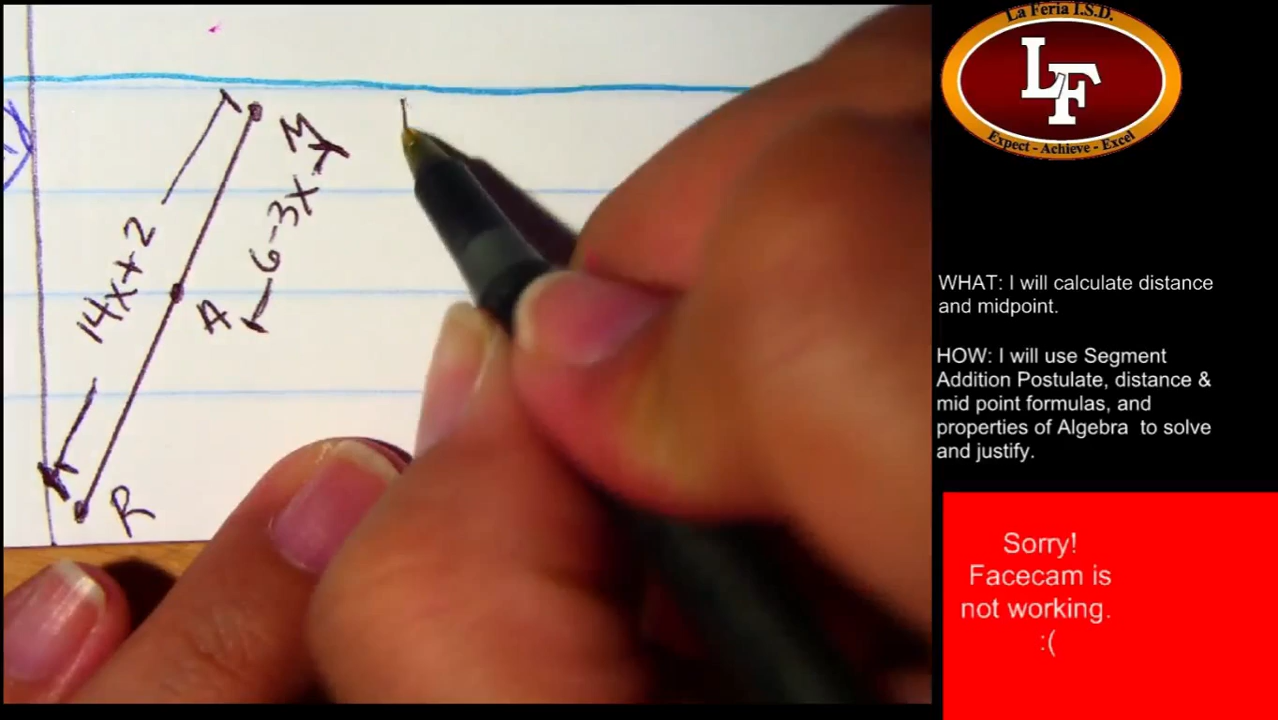 M
14x+2
6-3x
A
R
La Feria I.S.D.
LF
Expect - Achieve - Excel
WHAT: I will calculate distance
and midpoint.
HOW: I will use Segment
Addition Postulate, distance &
mid point formulas, and
properties of Algebra to solve
and justify.
Sorry!
Facecam is
not working.
:(